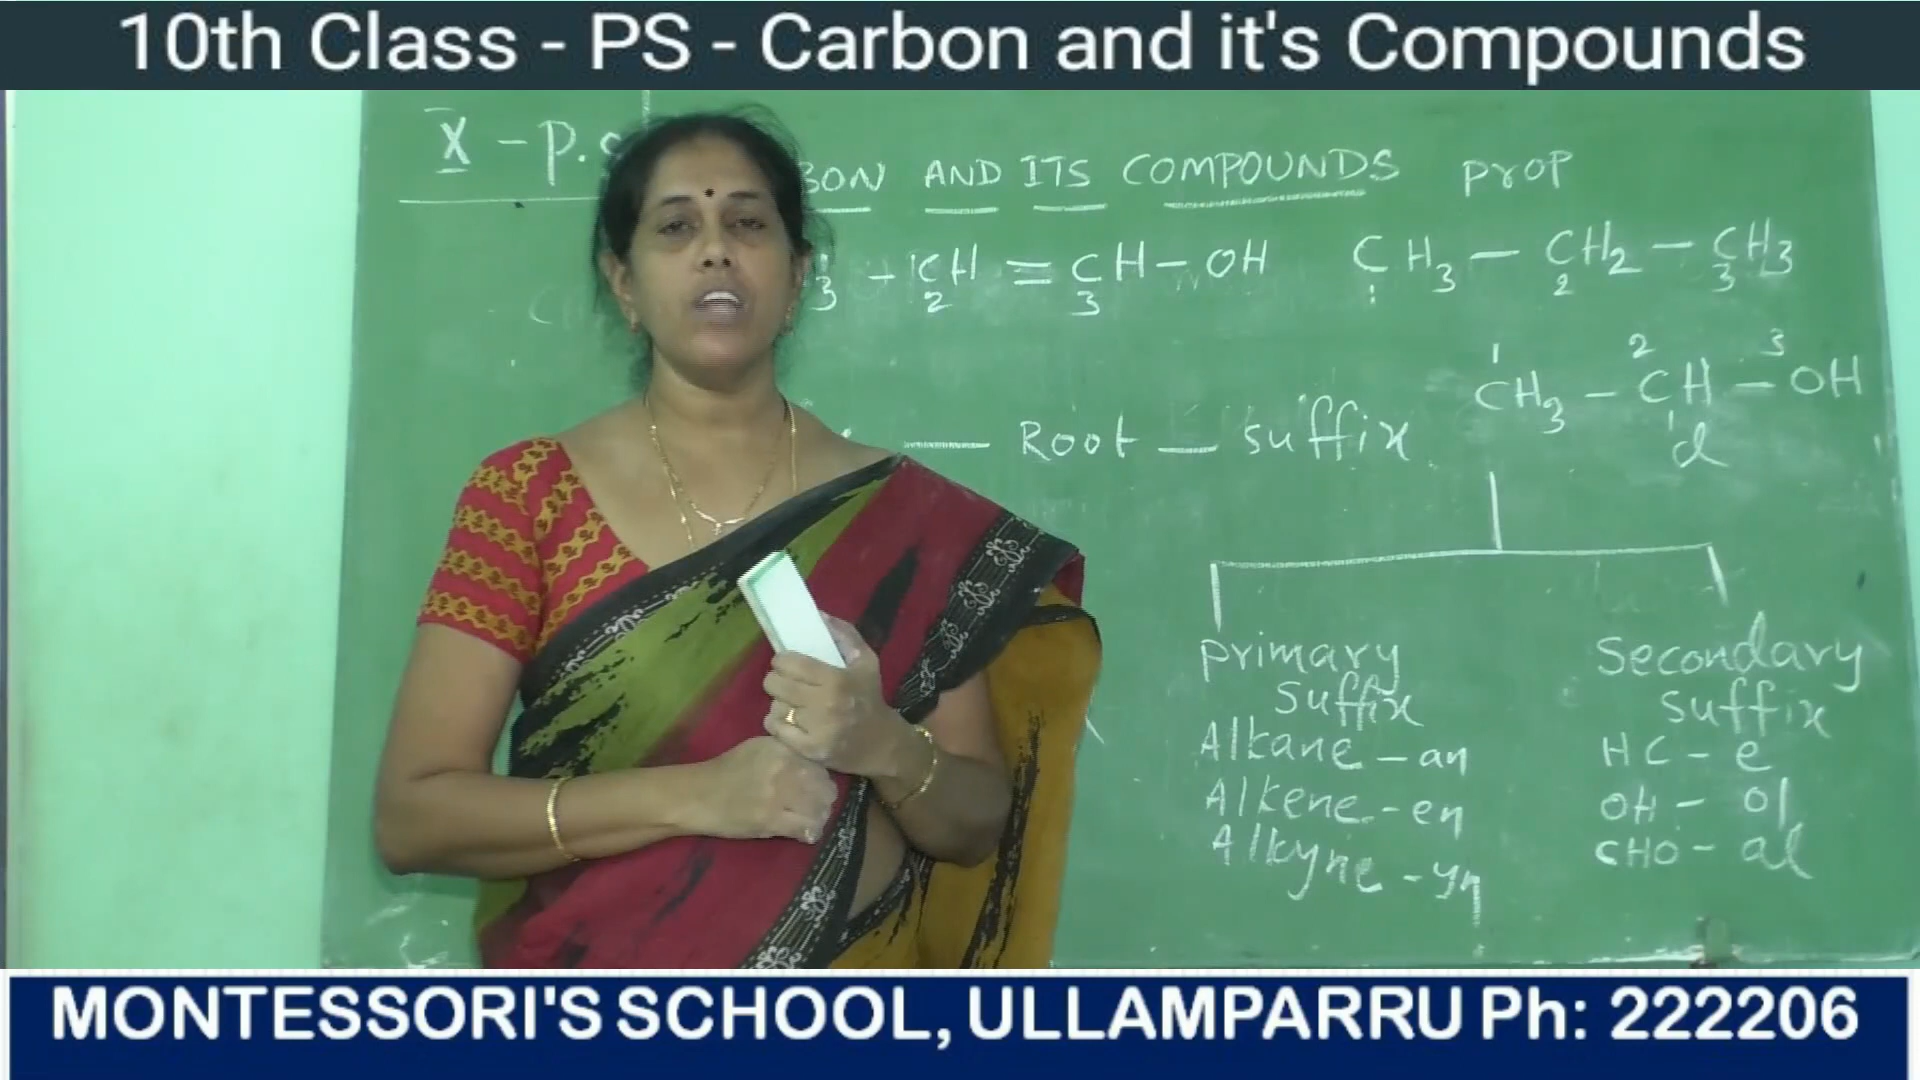 10th Class - PS - Carbon and it's Compounds
X - P.S
BON AND ITS COMPOUNDS prop
3 - CH = CH - OH
2 3
CH3 - CH2 - CH3
2 3
1 2 3
CH3 - CH - OH
Cl
- Root - suffix
primary
suffix
Alkane - an
Alkene - en
Alkyne - yn
Secondary
suffix
HC - e
OH - ol
CHO - al
MONTESSORI'S SCHOOL, ULLAMPARRU Ph: 222206